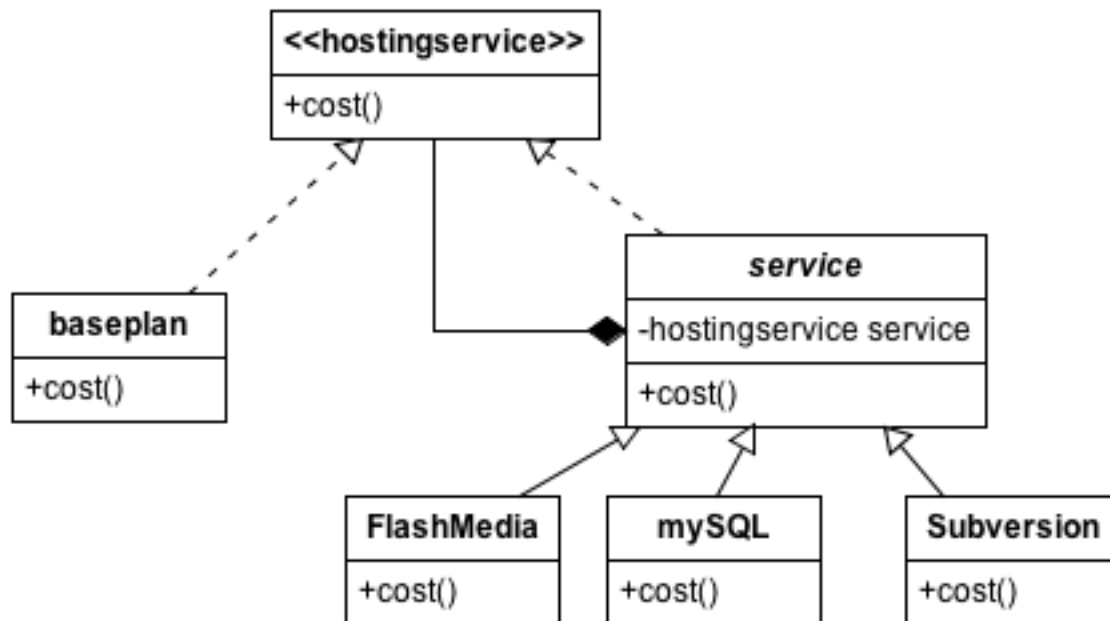 <<hostingservice>>
+cost()
service
-hostingservice service
+cost()
baseplan
+cost()
FlashMedia
+cost()
mySQL
+cost()
Subversion
+cost()